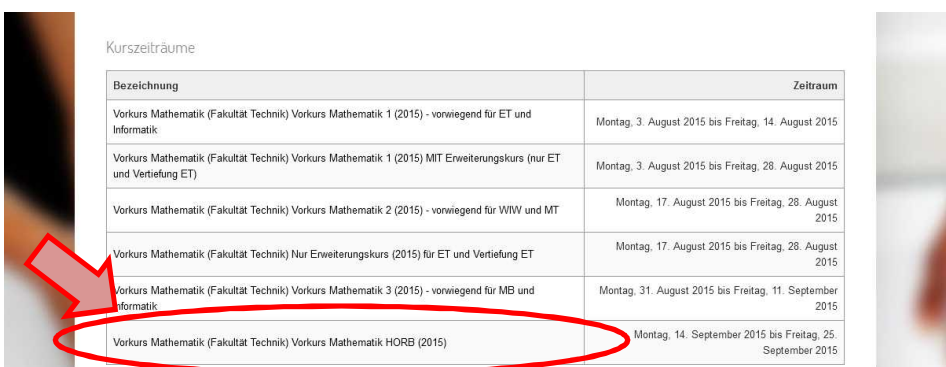 Kurszeiträume
Bezeichnung Zeitraum
Vorkurs Mathematik (Fakultät Technik) Vorkurs Mathematik 1 (2015) - vorwiegend für ET und
Informatik
Montag, 3. August 2015 bis Freitag, 14. August 2015
Vorkurs Mathematik (Fakultät Technik) Vorkurs Mathematik 1 (2015) MIT Erweiterungskurs (nur ET
und Vertiefung ET)
Montag, 3. August 2015 bis Freitag, 28. August 2015
Vorkurs Mathematik (Fakultät Technik) Vorkurs Mathematik 2 (2015) - vorwiegend für WIW und MT
Montag, 17. August 2015 bis Freitag, 28. August
2015
Vorkurs Mathematik (Fakultät Technik) Nur Erweiterungskurs (2015) für ET und Vertiefung ET
Montag, 17. August 2015 bis Freitag, 28. August
2015
Vorkurs Mathematik (Fakultät Technik) Vorkurs Mathematik 3 (2015) - vorwiegend für MB und
Informatik
Montag, 31. August 2015 bis Freitag, 11. September
2015
Vorkurs Mathematik (Fakultät Technik) Vorkurs Mathematik HORB (2015)
Montag, 14. September 2015 bis Freitag, 25.
September 2015